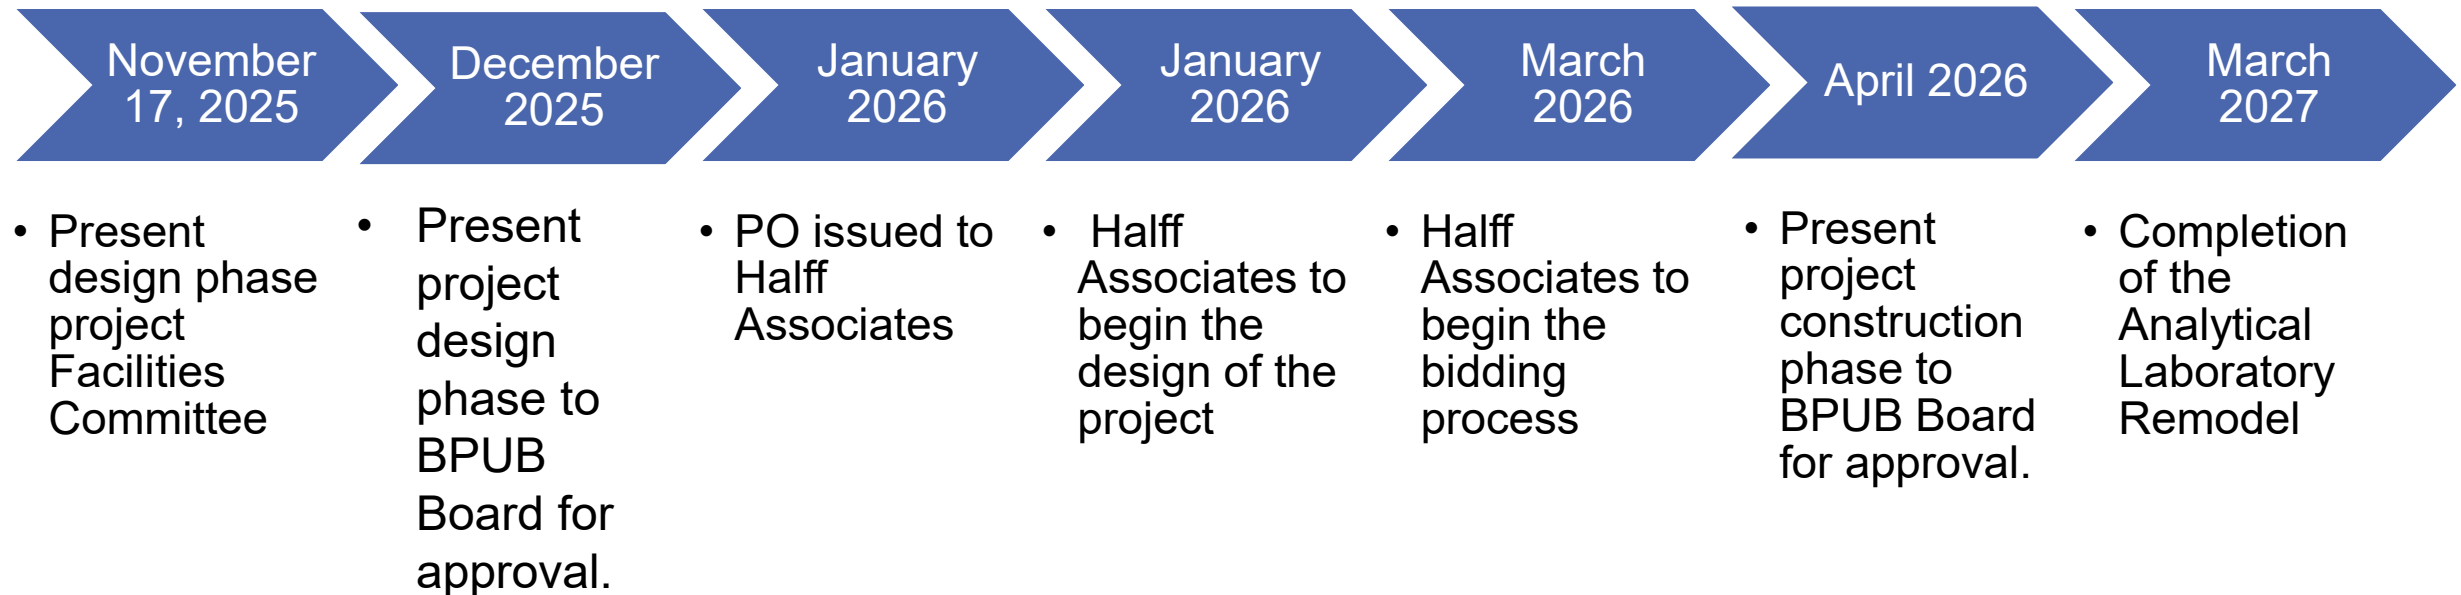 November
17, 2025
December
2025
January
2026
January
2026
March
2026
April 2026
March
2027
• Present
design phase
project
Facilities
Committee
• Present
project
design
phase to
BPUB
Board for
approval.
• PO issued to
Halff
Associates
• Halff
Associates to
begin the
design of the
project
• Halff
Associates to
begin the
bidding
process
• Present
project
construction
phase to
BPUB Board
for approval.
• Completion
of the
Analytical
Laboratory
Remodel